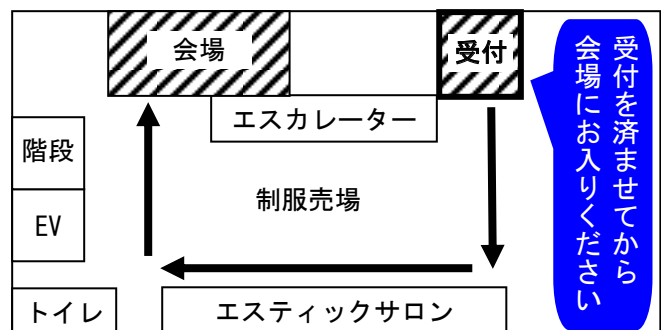 会場
受付
受付を済ませてから
会場にお入りください
エスカレーター
階段
制服売場
EV
トイレ
エスティックサロン